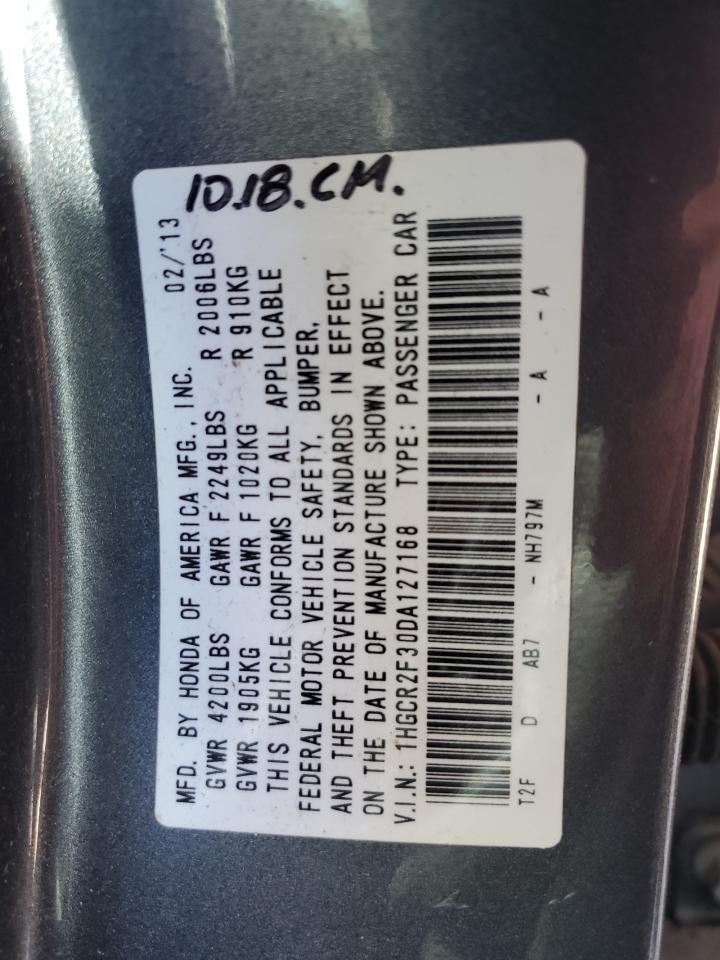 10.18.CM.
MFD. BY HONDA OF AMERICA MFG., INC. 02/'13
GVWR 4200LBS GAWR F 2249LBS R 2006LBS
GVWR 1905KG GAWR F 1020KG R 910KG
THIS VEHICLE CONFORMS TO ALL APPLICABLE
FEDERAL MOTOR VEHICLE SAFETY, BUMPER,
AND THEFT PREVENTION STANDARDS IN EFFECT
ON THE DATE OF MANUFACTURE SHOWN ABOVE.
V.I.N.: 1HGCR2F30DA127168 TYPE: PASSENGER CAR
T2F D AB7 - NH797M - A - A